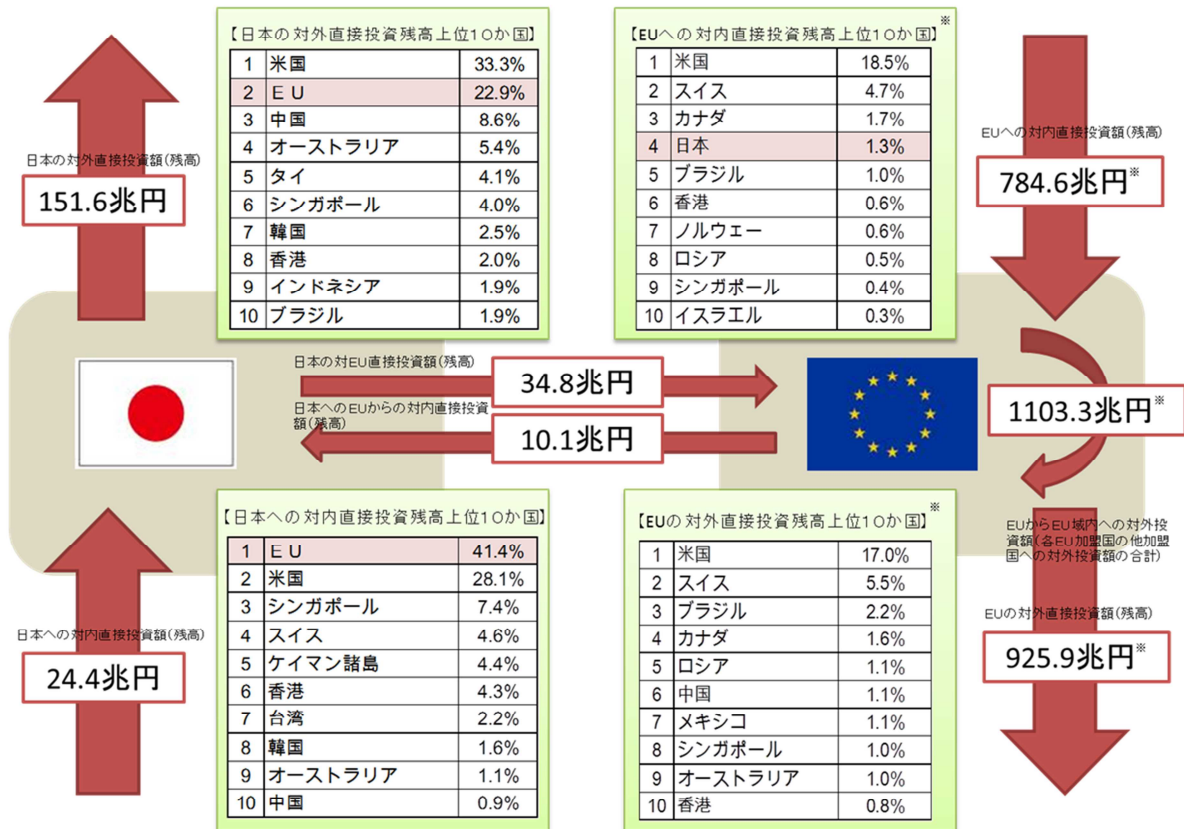 【日本の対外直接投資残高上位10か国】
1 米国 33.3%
2 EU 22.9%
3 中国 8.6%
4 オーストラリア 5.4%
5 タイ 4.1%
6 シンガポール 4.0%
7 韓国 2.5%
8 香港 2.0%
9 インドネシア 1.9%
10 ブラジル 1.9%
【EUへの対内直接投資残高上位10か国】※
1 米国 18.5%
2 スイス 4.7%
3 カナダ 1.7%
4 日本 1.3%
5 ブラジル 1.0%
6 香港 0.6%
7 ノルウェー 0.6%
8 ロシア 0.5%
9 シンガポール 0.4%
10 イスラエル 0.3%
日本の対外直接投資額(残高)
151.6兆円
EUへの対内直接投資額(残高)
784.6兆円※
日本の対EU直接投資額(残高)
34.8兆円
日本へのEUからの対内直接投資
額(残高)
10.1兆円
1103.3兆円※
EUからEU域内への対外投
資額(各EU加盟国の他加盟
国への対外投資額の合計)
【日本への対内直接投資残高上位10か国】
1 EU 41.4%
2 米国 28.1%
3 シンガポール 7.4%
4 スイス 4.6%
5 ケイマン諸島 4.4%
6 香港 4.3%
7 台湾 2.2%
8 韓国 1.6%
9 オーストラリア 1.1%
10 中国 0.9%
【EUの対外直接投資残高上位10か国】※
1 米国 17.0%
2 スイス 5.5%
3 ブラジル 2.2%
4 カナダ 1.6%
5 ロシア 1.1%
6 中国 1.1%
7 メキシコ 1.1%
8 シンガポール 1.0%
9 オーストラリア 1.0%
10 香港 0.8%
日本への対内直接投資額(残高)
24.4兆円
EUの対外直接投資額(残高)
925.9兆円※